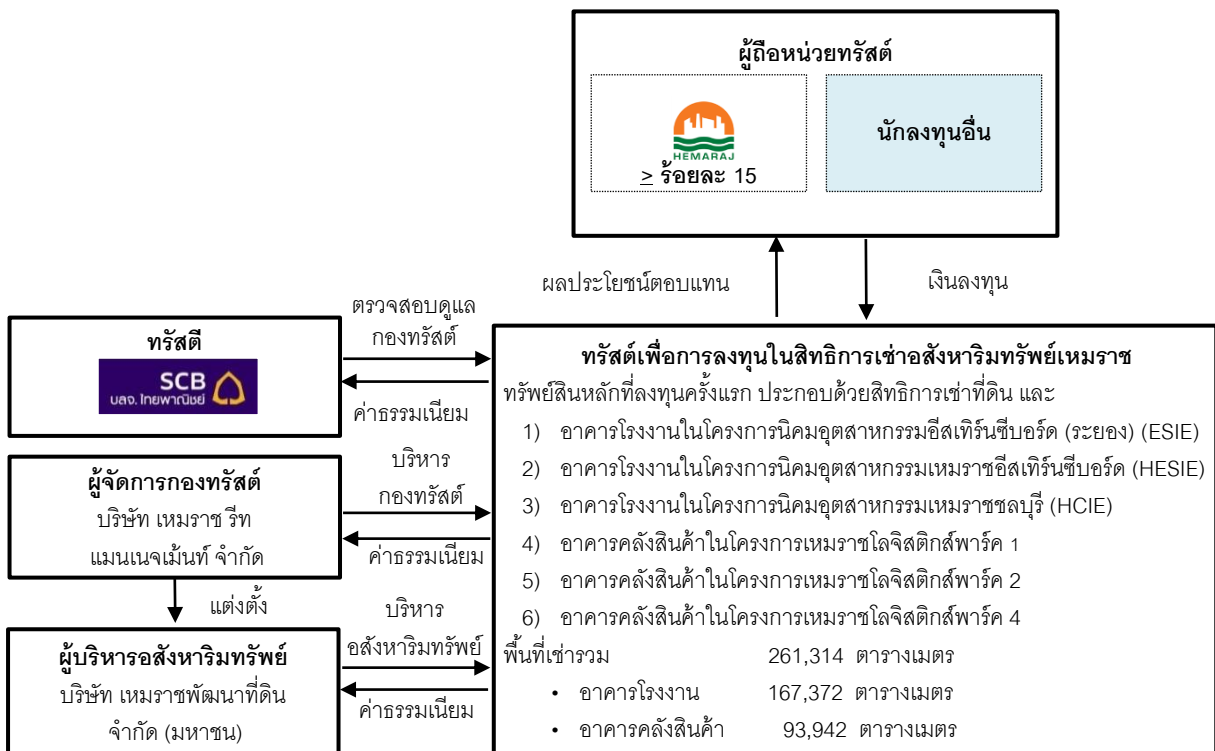 ผู้ถือหน่วยทรัสต์
HEMARAJ
≥ ร้อยละ 15
นักลงทุนอื่น
ผลประโยชน์ตอบแทน
เงินลงทุน
ทรัสตี
SCB
บลจ. ไทยพาณิชย์
ตรวจสอบดูแล
กองทรัสต์
ค่าธรรมเนียม
ผู้จัดการกองทรัสต์
บริษัท เหมราช รีท
แมนเนจเม้นท์ จำกัด
บริหาร
กองทรัสต์
ค่าธรรมเนียม
แต่งตั้ง
ผู้บริหารอสังหาริมทรัพย์
บริษัท เหมราชพัฒนาที่ดิน
จำกัด (มหาชน)
บริหาร
อสังหาริมทรัพย์
ค่าธรรมเนียม
ทรัสต์เพื่อการลงทุนในสิทธิการเช่าอสังหาริมทรัพย์เหมราช
ทรัพย์สินหลักที่ลงทุนครั้งแรก ประกอบด้วยสิทธิการเช่าที่ดิน และ
1) อาคารโรงงานในโครงการนิคมอุตสาหกรรมอีสเทิร์นซีบอร์ด (ระยอง) (ESIE)
2) อาคารโรงงานในโครงการนิคมอุตสาหกรรมเหมราชอีสเทิร์นซีบอร์ด (HESIE)
3) อาคารโรงงานในโครงการนิคมอุตสาหกรรมเหมราชชลบุรี (HCIE)
4) อาคารคลังสินค้าในโครงการเหมราชโลจิสติกส์พาร์ค 1
5) อาคารคลังสินค้าในโครงการเหมราชโลจิสติกส์พาร์ค 2
6) อาคารคลังสินค้าในโครงการเหมราชโลจิสติกส์พาร์ค 4
พื้นที่เช่ารวม 261,314 ตารางเมตร
• อาคารโรงงาน 167,372 ตารางเมตร
• อาคารคลังสินค้า 93,942 ตารางเมตร